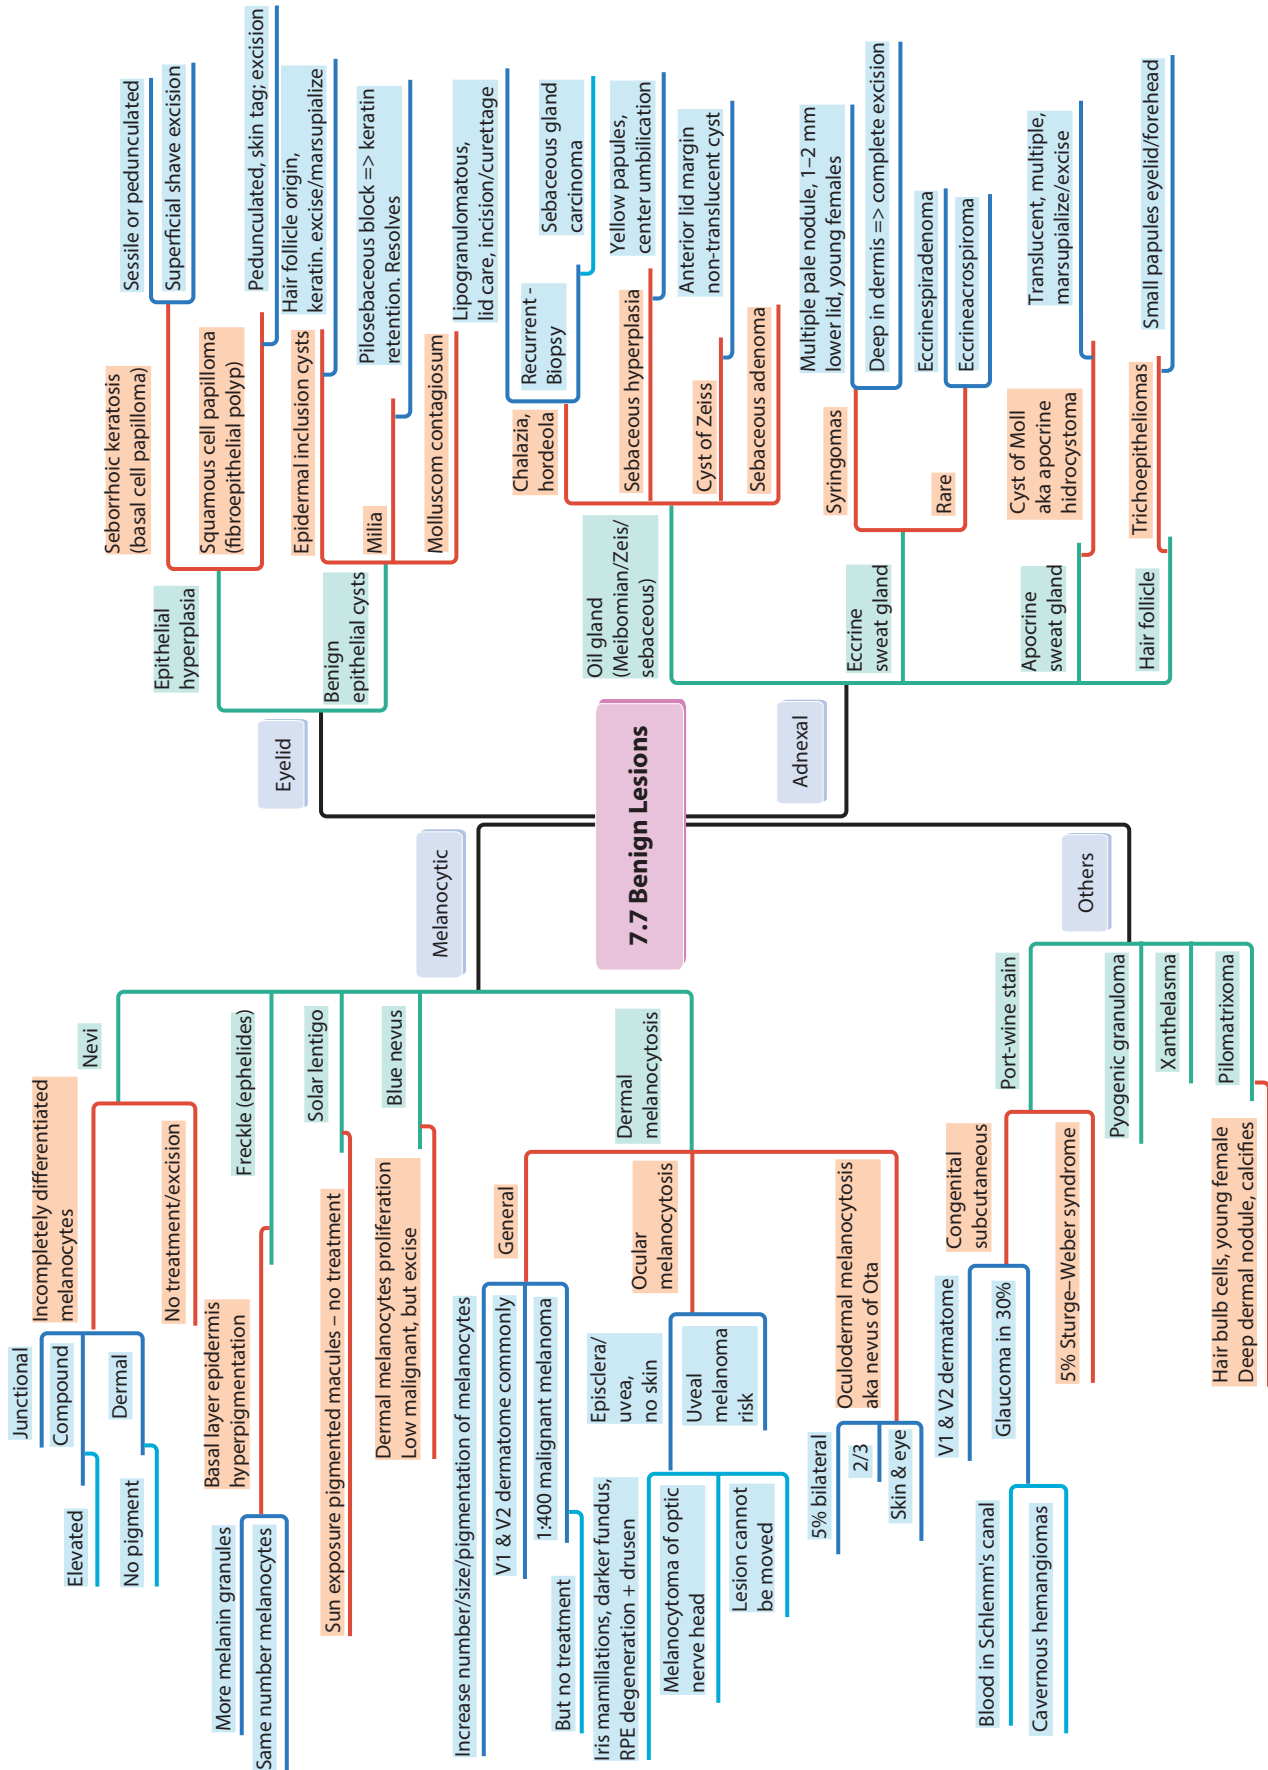 7.7 Benign Lesions
Eyelid
Epithelial
hyperplasia
Seborrhoic keratosis
(basal cell papilloma)
Sessile or pedunculated
Superficial shave excision
Squamous cell papilloma
(fibroepithelial polyp)
Pedunculated, skin tag; excision
Benign
epithelial cysts
Epidermal inclusion cysts
Hair follicle origin,
keratin. excise/marsupialize
Milia
Pilosebaceous block => keratin
retention. Resolves
Molluscom contagiosum
Adnexal
Oil gland
(Meibomian/Zeis/
sebaceous)
Chalazia,
hordeola
Lipogranulomatous,
lid care, incision/curettage
Recurrent -
Biopsy
Sebaceous gland
carcinoma
Sebaceous hyperplasia
Yellow papules,
center umbilication
Cyst of Zeiss
Anterior lid margin
non-translucent cyst
Sebaceous adenoma
Eccrine
sweat gland
Syringomas
Multiple pale nodule, 1–2 mm
lower lid, young females
Deep in dermis => complete excision
Rare
Eccrinespiradenoma
Eccrineacrospiroma
Apocrine
sweat gland
Cyst of Moll
aka apocrine
hidrocystoma
Translucent, multiple,
marsupialize/excise
Hair follicle
Trichoepitheliomas
Small papules eyelid/forehead
Melanocytic
Nevi
Incompletely differentiated
melanocytes
Junctional
Compound
Elevated
Dermal
No pigment
No treatment/excision
Freckle (ephelides)
Basal layer epidermis
hyperpigmentation
More melanin granules
Same number melanocytes
Solar lentigo
Sun exposure pigmented macules – no treatment
Blue nevus
Dermal melanocytes proliferation
Low malignant, but excise
Dermal
melanocytosis
General
Increase number/size/pigmentation of melanocytes
V1 & V2 dermatome commonly
1:400 malignant melanoma
But no treatment
Ocular
melanocytosis
Episclera/
uvea,
no skin
Uveal
melanoma
risk
Iris mamillations, darker fundus,
RPE degeneration + drusen
Melanocytoma of optic
nerve head
Lesion cannot
be moved
Oculodermal melanocytosis
aka nevus of Ota
5% bilateral
2/3
Skin & eye
Others
Port-wine stain
Congenital
subcutaneous
V1 & V2 dermatome
Glaucoma in 30%
Blood in Schlemm's canal
Cavernous hemangiomas
5% Sturge–Weber syndrome
Pyogenic granuloma
Xanthelasma
Pilomatrixoma
Hair bulb cells, young female
Deep dermal nodule, calcifies